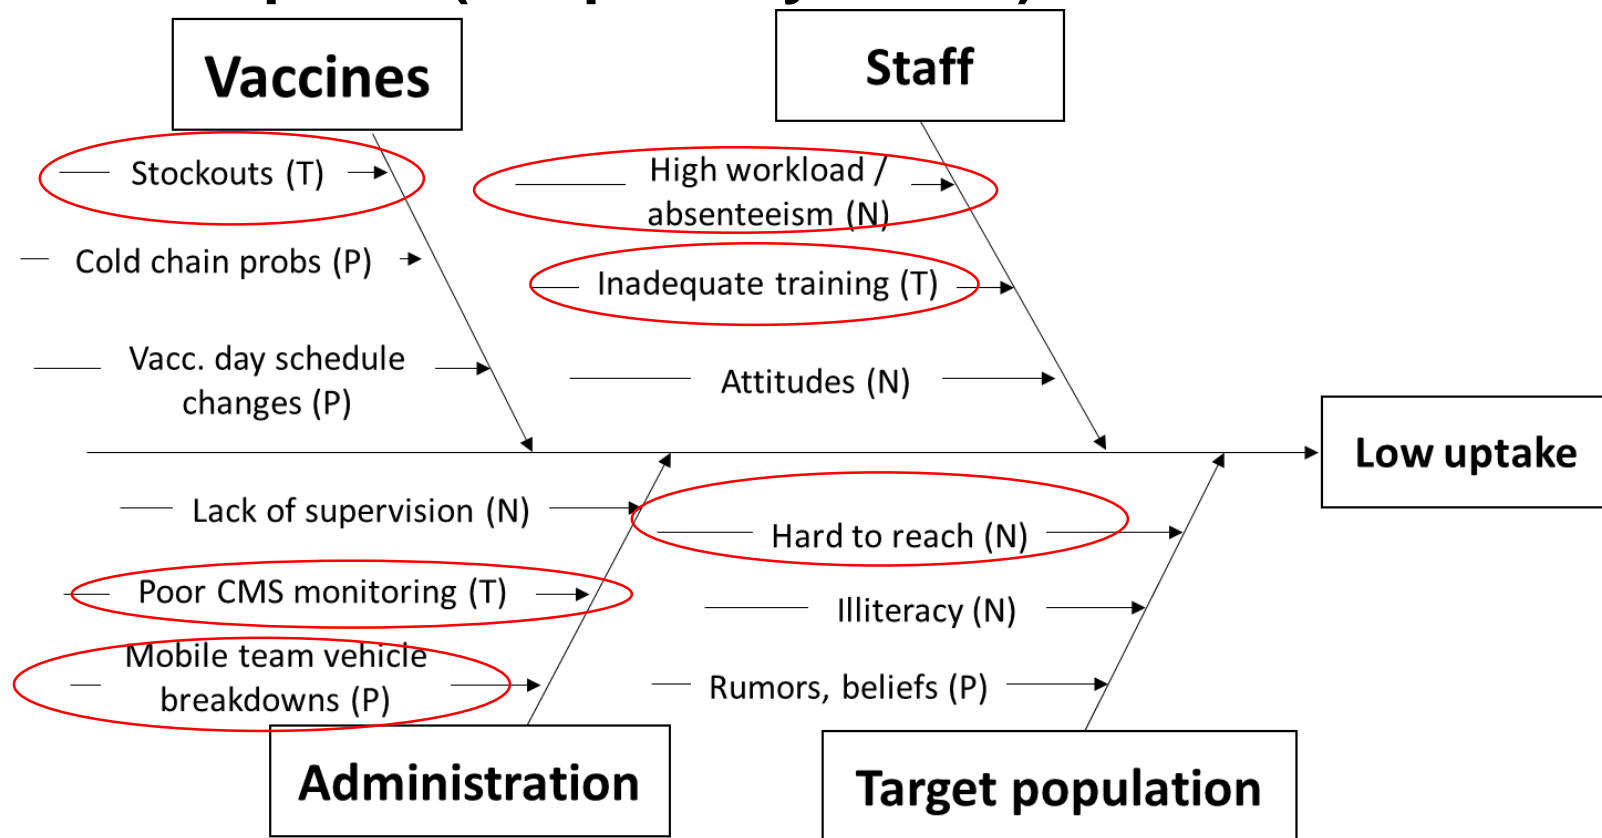 Vaccines
Staff
Stockouts (T)
High workload /
absenteeism (N)
Cold chain probs (P)
Inadequate training (T)
Vacc. day schedule
changes (P)
Attitudes (N)
Low uptake
Lack of supervision (N)
Hard to reach (N)
Poor CMS monitoring (T)
Illiteracy (N)
Mobile team vehicle
breakdowns (P)
Rumors, beliefs (P)
Administration
Target population